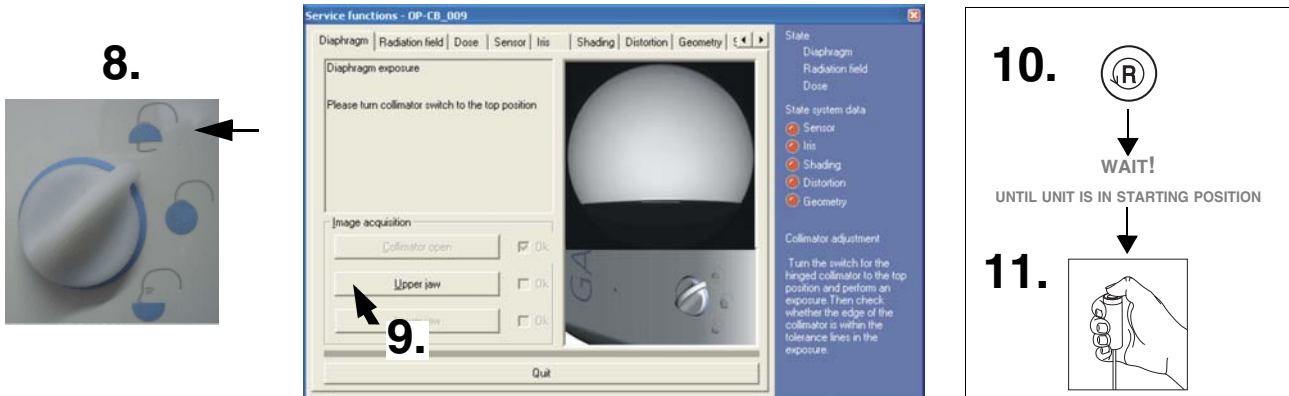 8.
Service functions - OP-CB_009
Diaphragm Radiation field Dose Sensor Iris Shading Distortion Geometry
Diaphragm exposure
Please turn collimator switch to the top position
Image acquisition
Collimator open Ok
Upper jaw Ok
9.
Ok
Quit
GA
State
Diaphragm
Radiation field
Dose
State system data
Sensor
Iris
Shading
Distortion
Geometry
Collimator adjustment
Turn the switch for the
hinged collimator to the top
position and perform an
exposure.Then check
whether the edge of the
collimator is within the
tolerance lines in the
exposure.
10.
R
WAIT!
UNTIL UNIT IS IN STARTING POSITION
11.